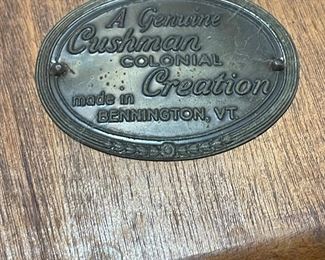 A Genuine
Cushman
COLONIAL
Creation
made in
BENNINGTON, VT